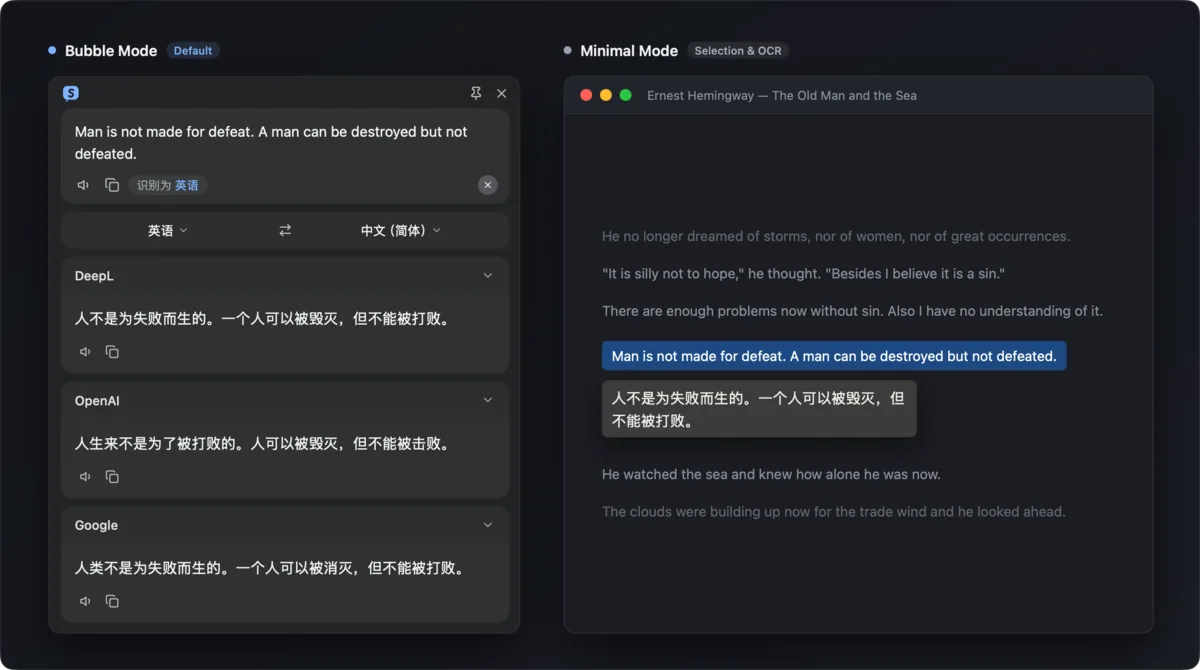 Bubble Mode Default
S
Man is not made for defeat. A man can be destroyed but not
defeated.
识别为 英语
英语 中文 (简体)
DeepL
人不是为失败而生的。一个人可以被毁灭，但不能被打败。
OpenAI
人生来不是为了被打败的。人可以被毁灭，但不能被击败。
Google
人类不是为失败而生的。一个人可以被消灭，但不能被打败。
Minimal Mode Selection & OCR
Ernest Hemingway — The Old Man and the Sea
He no longer dreamed of storms, nor of women, nor of great occurrences.
"It is silly not to hope," he thought. "Besides I believe it is a sin."
There are enough problems now without sin. Also I have no understanding of it.
Man is not made for defeat. A man can be destroyed but not defeated.
人不是为失败而生的。一个人可以被毁灭，但
不能被打败。
He watched the sea and knew how alone he was now.
The clouds were building up now for the trade wind and he looked ahead.